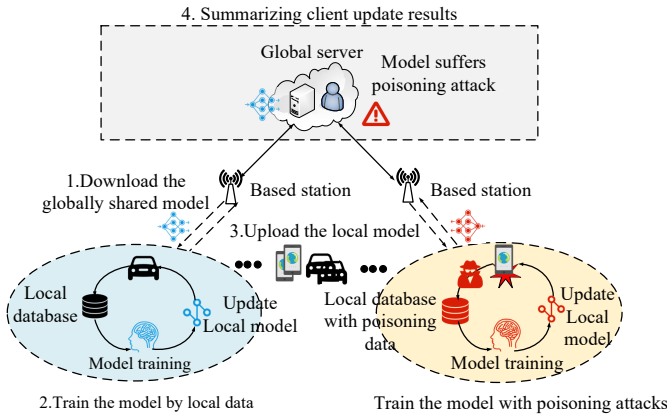 4. Summarizing client update results
Global server
Model suffers
poisoning attack
1.Download the
globally shared model
Based station
Based station
3.Upload the local model
Local
database
Update
Local model
Model training
Local database
with poisoning
data
Update
Local
model
Model training
2.Train the model by local data
Train the model with poisoning attacks